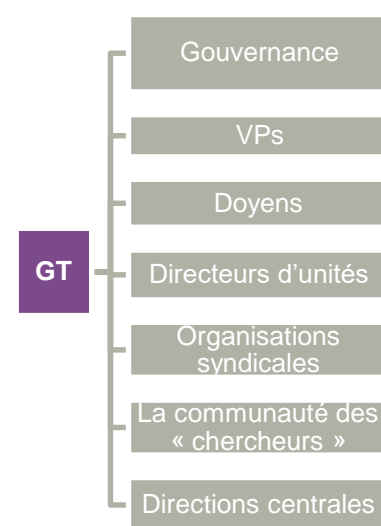 Gouvernance
VPs
Doyens
GT
Directeurs d’unités
Organisations
syndicales
La communauté des
« chercheurs »
Directions centrales